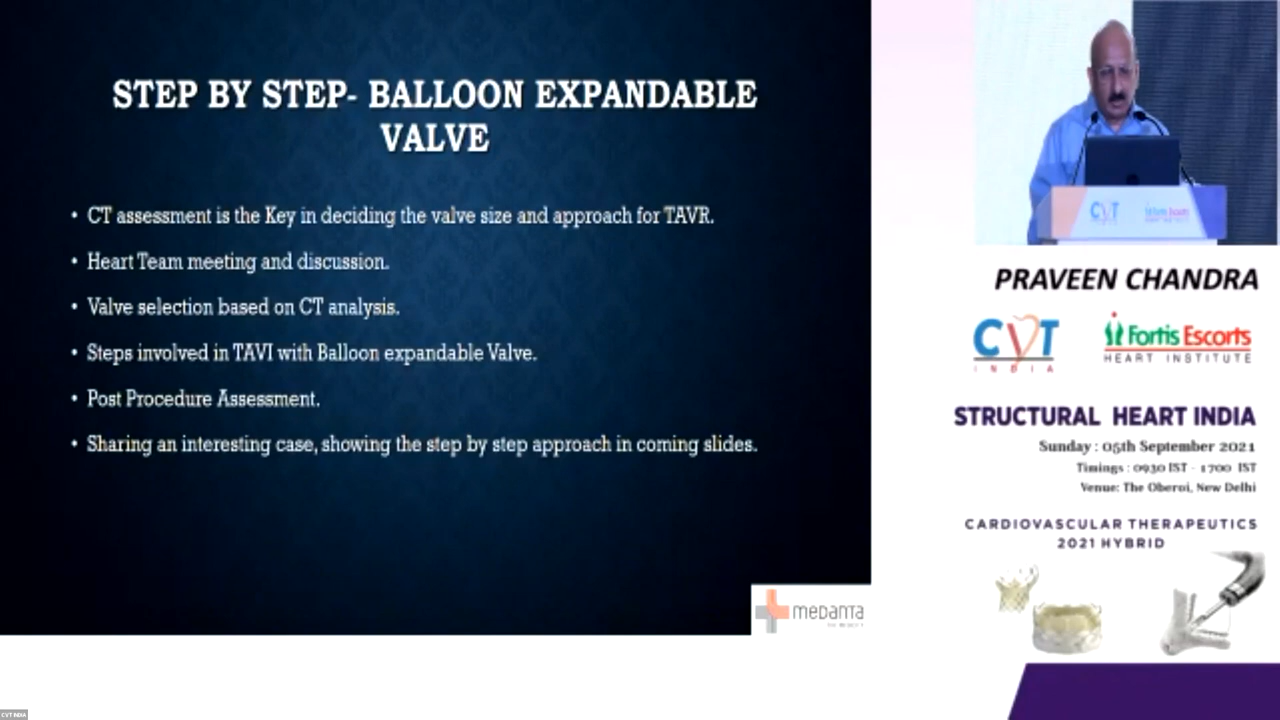 STEP BY STEP- BALLOON EXPANDABLE
VALVE
• CT assessment is the Key in deciding the valve size and approach for TAVR.
• Heart Team meeting and discussion.
• Valve selection based on CT analysis.
• Steps involved in TAVI with Balloon expandable Valve.
• Post Procedure Assessment.
• Sharing an interesting case, showing the step by step approach in coming slides.
medanta
CVT
Fortis Escorts
PRAVEEN CHANDRA
CVT
INDIA
Fortis Escorts
HEART INSTITUTE
STRUCTURAL HEART INDIA
Sunday : 05th September 2021
Timings : 0930 IST - 1700 IST
Venue: The Oberoi, New Delhi
CARDIOVASCULAR THERAPEUTICS
2021 HYBRID
CVT INDIA